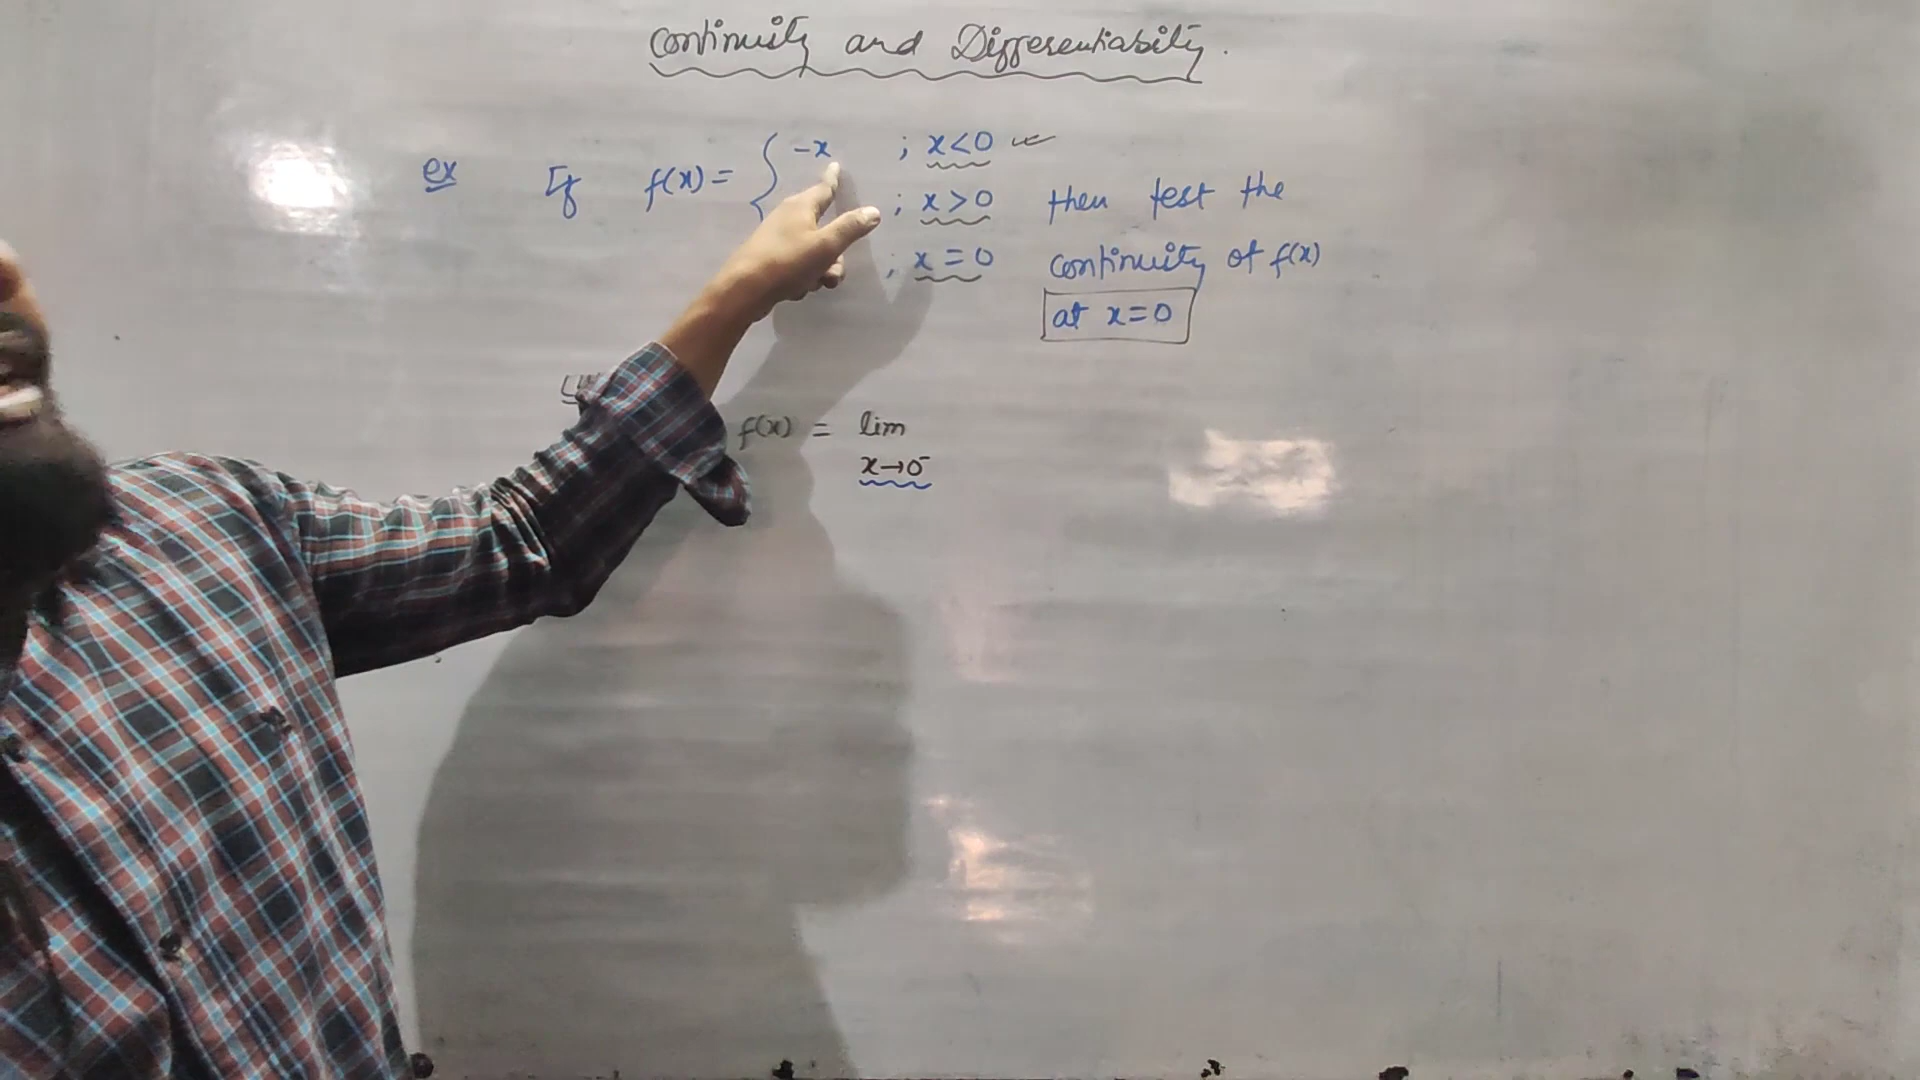 Continuity and Differentiability.
ex If f(x) = { -x ; x<0
; x>0 then test the
; x=0 continuity of f(x)
at x=0
f(x) = lim
x→0⁻